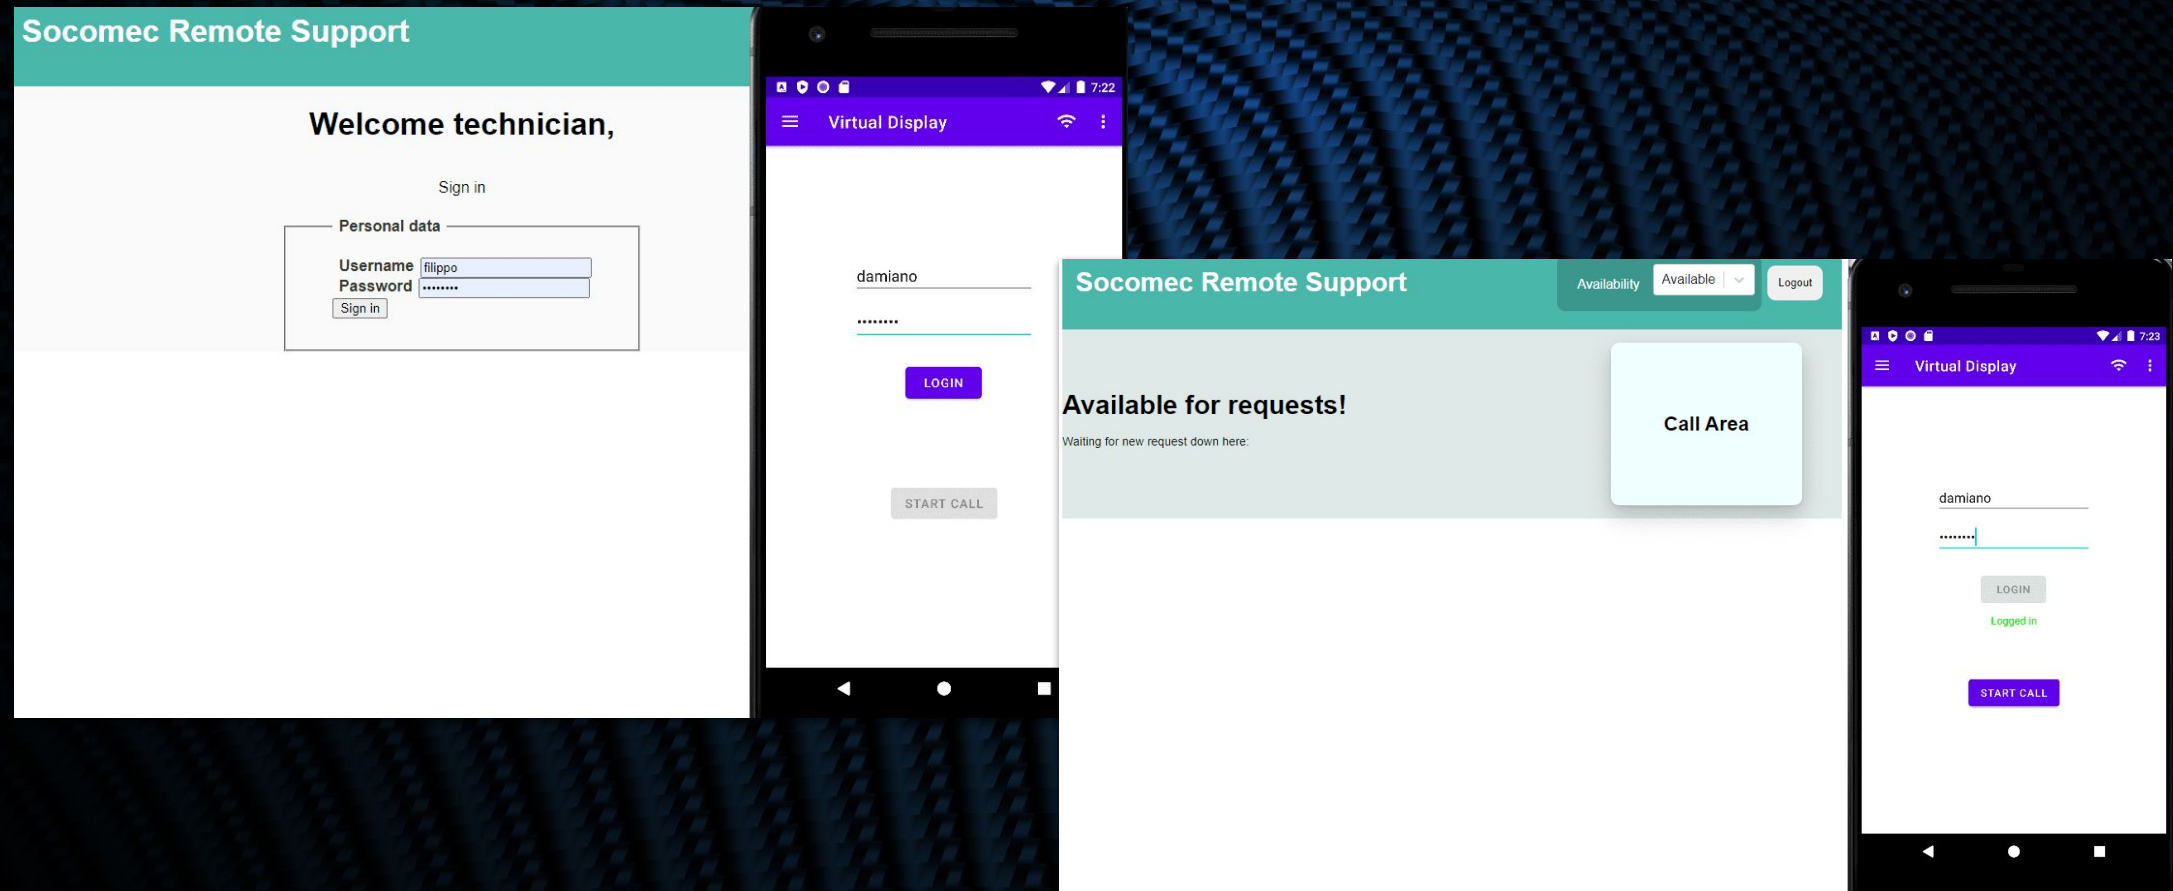 Socomec Remote Support
Welcome technician,
Sign in
Personal data
Username filippo
Password ••••••••
Sign in
7:22
Virtual Display
damiano
••••••••
LOGIN
START CALL
Socomec Remote Support
Availability Available Logout
Available for requests!
Waiting for new request down here:
Call Area
7:23
Virtual Display
damiano
••••••••
LOGIN
Logged in
START CALL